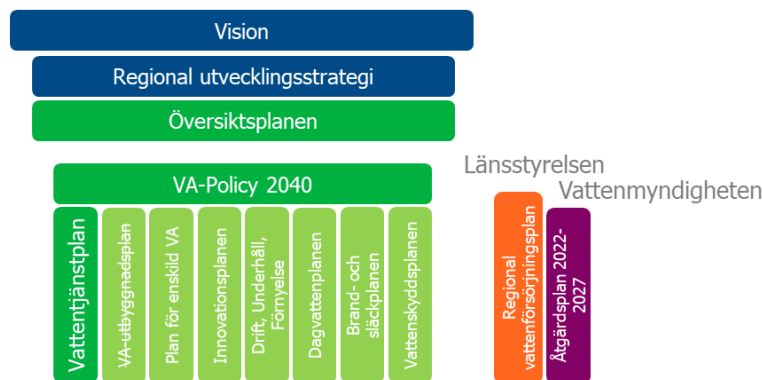 Vision
Regional utvecklingsstrategi
Översiktsplanen
VA-Policy 2040
Vattentjänstplan
VA-utbyggnadsplan
Plan för enskild VA
Innovationsplanen
Drift, Underhåll,
Förnyelse
Dagvattenplanen
Brand- och
släckplanen
Vattenskyddsplanen
Länsstyrelsen
Vattenmyndigheten
Regional
vattenförsörjningsplan
Åtgärdsplan 2022-
2027